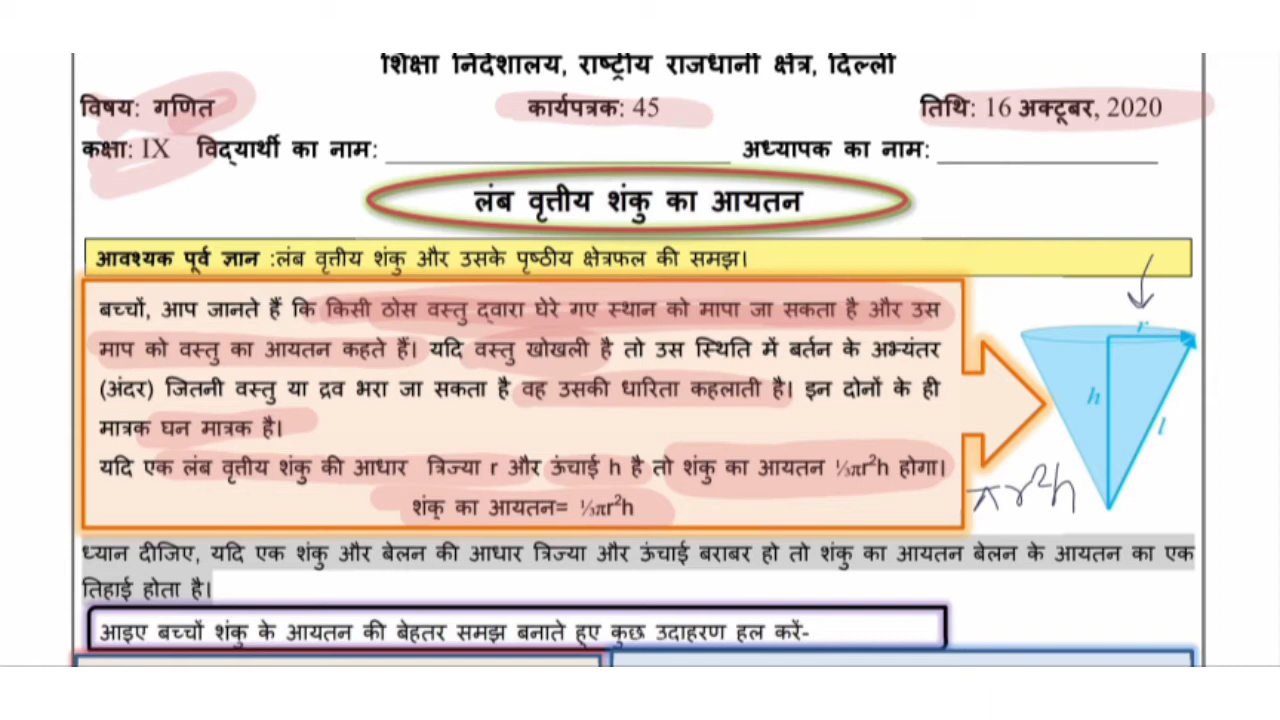 शिक्षा निदेशालय, राष्ट्रीय राजधानी क्षेत्र, दिल्ली
विषय: गणित कार्यपत्रक: 45 तिथि: 16 अक्टूबर, 2020
कक्षा: IX विद्यार्थी का नाम: अध्यापक का नाम:
लंब वृत्तीय शंकु का आयतन
आवश्यक पूर्व ज्ञान :लंब वृत्तीय शंकु और उसके पृष्ठीय क्षेत्रफल की समझ।
बच्चों, आप जानते हैं कि किसी ठोस वस्तु द्वारा घेरे गए स्थान को मापा जा सकता है और उस
माप को वस्तु का आयतन कहते हैं। यदि वस्तु खोखली है तो उस स्थिति में बर्तन के अभ्यंतर
(अंदर) जितनी वस्तु या द्रव भरा जा सकता है वह उसकी धारिता कहलाती है। इन दोनों के ही
मात्रक घन मात्रक है।
यदि एक लंब वृत्तीय शंकु की आधार त्रिज्या r और ऊंचाई h है तो शंकु का आयतन ⅓πr²h होगा।
शंकु का आयतन= ⅓πr²h
r
h
l
πr²h
ध्यान दीजिए, यदि एक शंकु और बेलन की आधार त्रिज्या और ऊंचाई बराबर हो तो शंकु का आयतन बेलन के आयतन का एक
तिहाई होता है।
आइए बच्चों शंकु के आयतन की बेहतर समझ बनाते हुए कुछ उदाहरण हल करें-